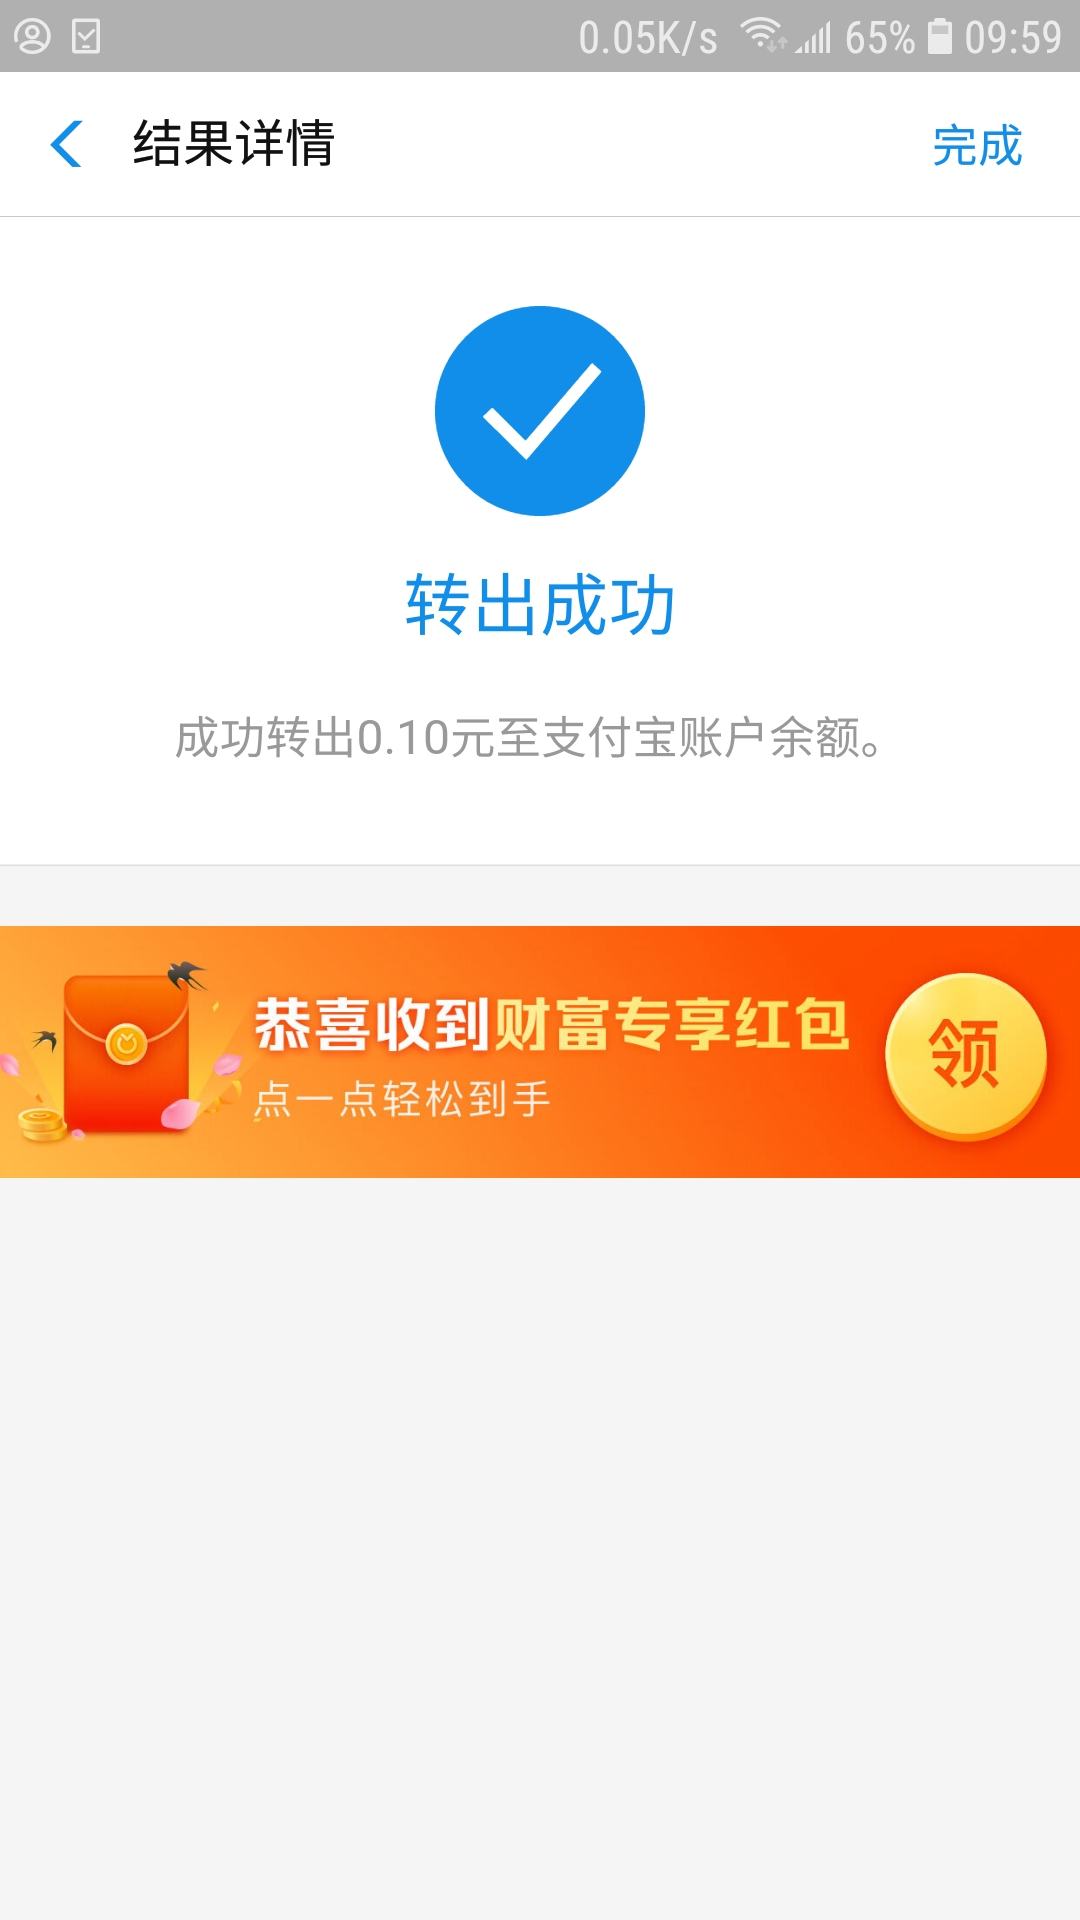 0.05K/s 65% 09:59
结果详情 完成
转出成功
成功转出0.10元至支付宝账户余额。
恭喜收到财富专享红包
点一点轻松到手
领